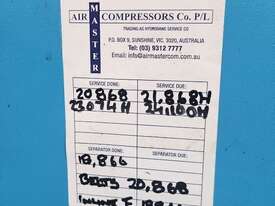 AIR MASTER COMPRESSORS Co. P/L
TRADING AS HYDROMODE SERVICE CO
P.O. BOX 9, SUNSHINE, VIC. 3020, AUSTRALIA
Tel: (03) 9312 7777
Email: info@airmastercom.com.au
SERVICE DONE: SERVICE DUE:
20,868 21,868H
23074H 24100H
SEPARATOR DONE: SEPARATOR DUE:
18,866
BELTS 20,868